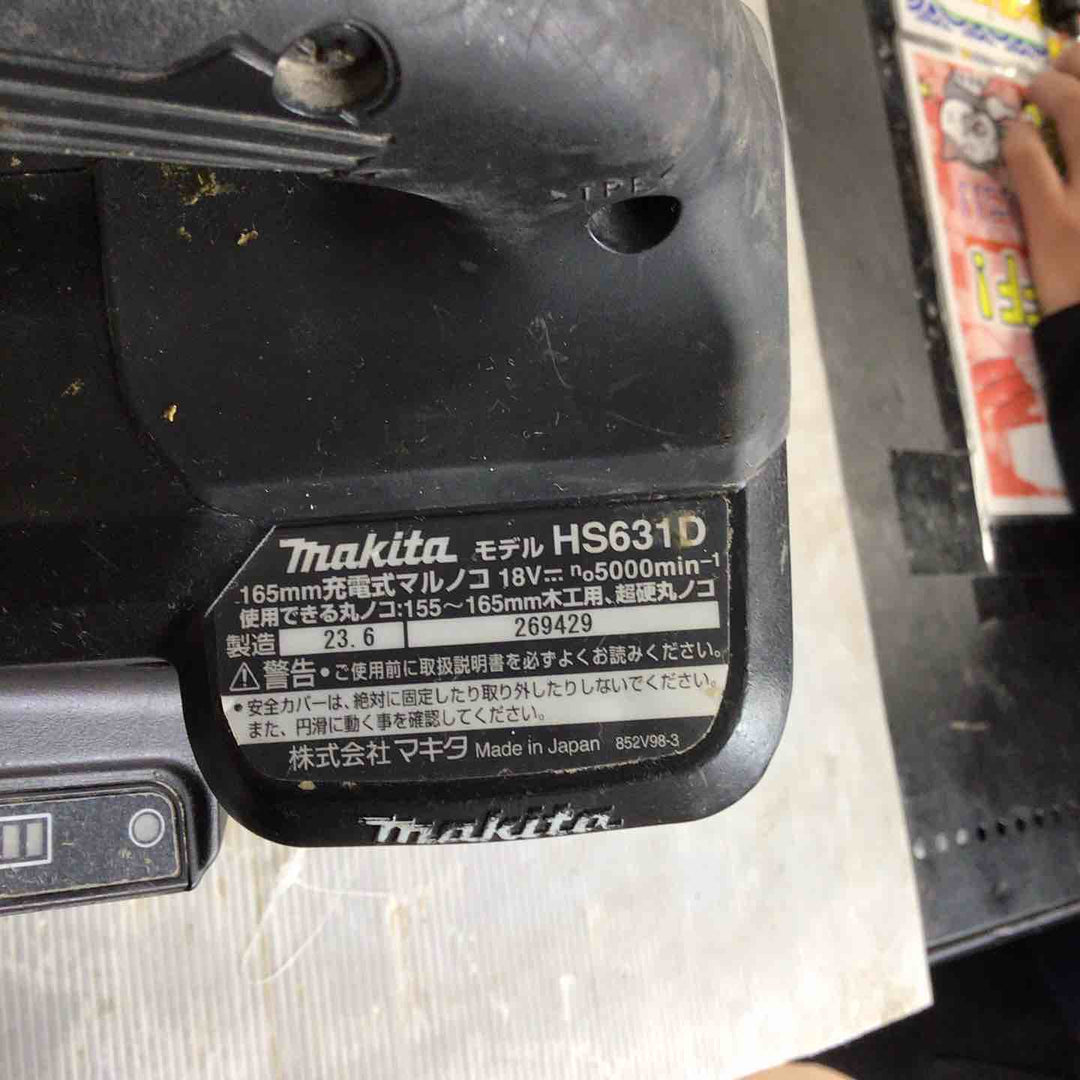 makita モデル HS631D
165mm充電式マルノコ 18V⎓ n₀5000min⁻¹
使用できる丸ノコ:155～165mm木工用、超硬丸ノコ
製造 23.6 269429
⚠警告•ご使用前に取扱説明書を必ずよくお読みください。
•安全カバーは、絶対に固定したり取り外したりしないでください。
また、円滑に動く事を確認してください。
株式会社マキタ Made in Japan 852V98-3
makita